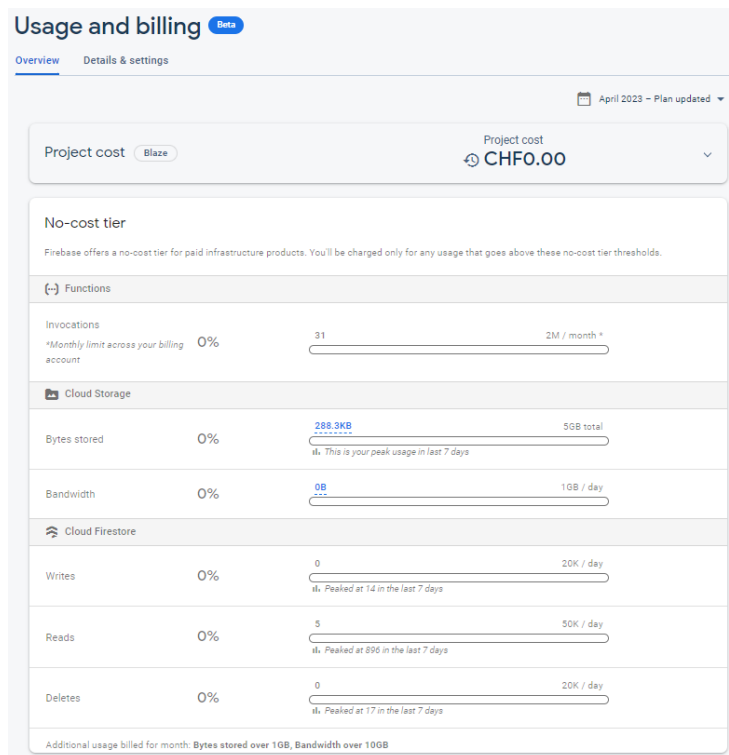 Usage and billing Beta
Overview Details & settings
April 2023 – Plan updated
Project cost Blaze
Project cost
CHF0.00
No-cost tier
Firebase offers a no-cost tier for paid infrastructure products. You'll be charged only for any usage that goes above these no-cost tier thresholds.
Functions
Invocations
*Monthly limit across your billing account
0%
31 2M / month *
Cloud Storage
Bytes stored 0%
288.3KB 5GB total
This is your peak usage in last 7 days
Bandwidth 0%
0B 1GB / day
Cloud Firestore
Writes 0%
0 20K / day
Peaked at 14 in the last 7 days
Reads 0%
5 50K / day
Peaked at 896 in the last 7 days
Deletes 0%
0 20K / day
Peaked at 17 in the last 7 days
Additional usage billed for month: Bytes stored over 1GB, Bandwidth over 10GB